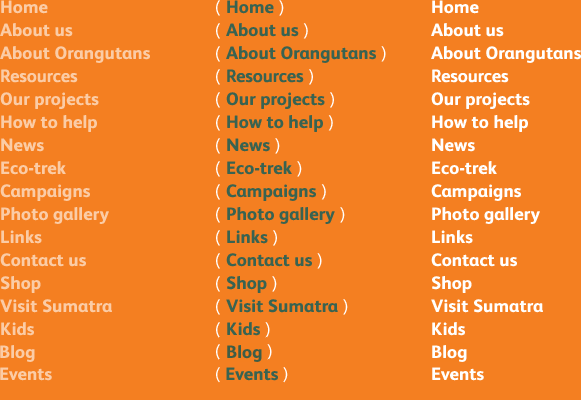 Home ( Home ) Home
About us ( About us ) About us
About Orangutans ( About Orangutans ) About Orangutans
Resources ( Resources ) Resources
Our projects ( Our projects ) Our projects
How to help ( How to help ) How to help
News ( News ) News
Eco-trek ( Eco-trek ) Eco-trek
Campaigns ( Campaigns ) Campaigns
Photo gallery ( Photo gallery ) Photo gallery
Links ( Links ) Links
Contact us ( Contact us ) Contact us
Shop ( Shop ) Shop
Visit Sumatra ( Visit Sumatra ) Visit Sumatra
Kids ( Kids ) Kids
Blog ( Blog ) Blog
Events ( Events ) Events